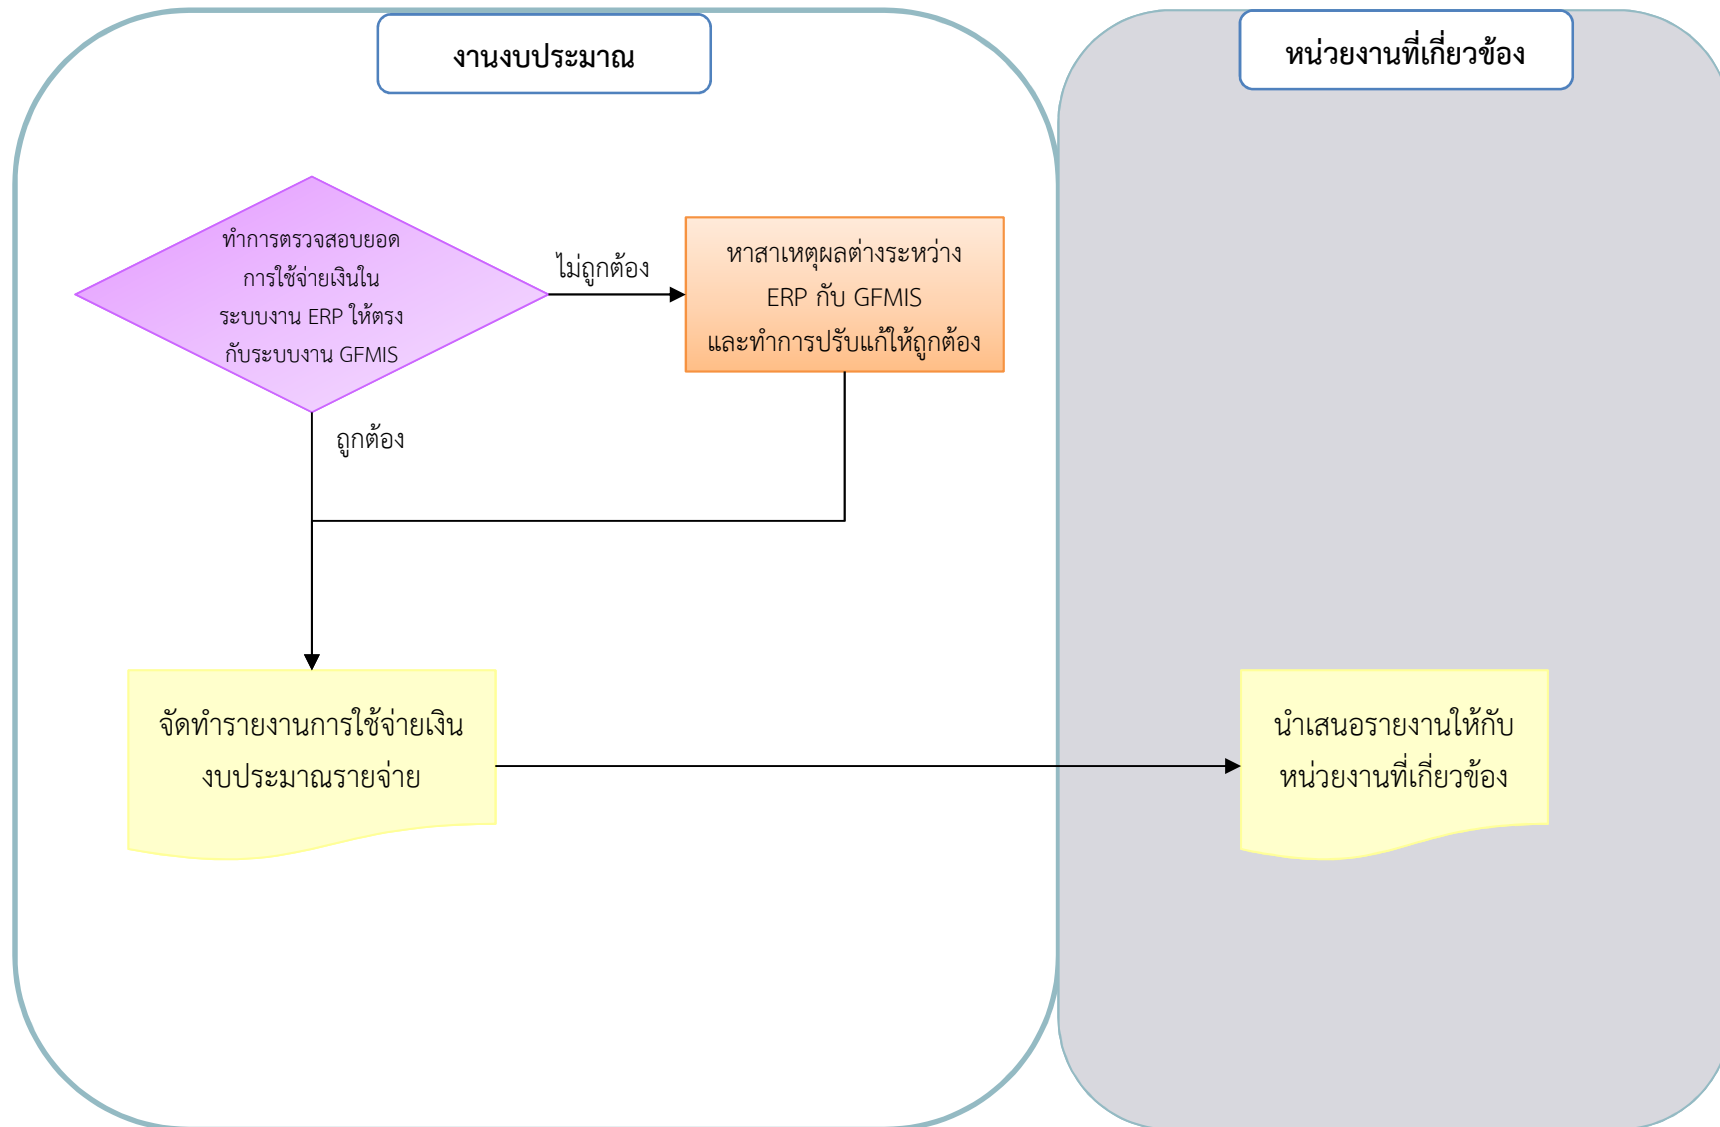 งานงบประมาณ
หน่วยงานที่เกี่ยวข้อง
ทำการตรวจสอบยอด
การใช้จ่ายเงินใน
ระบบงาน ERP ให้ตรง
กับระบบงาน GFMIS
ไม่ถูกต้อง
หาสาเหตุผลต่างระหว่าง
ERP กับ GFMIS
และทำการปรับแก้ให้ถูกต้อง
ถูกต้อง
จัดทำรายงานการใช้จ่ายเงิน
งบประมาณรายจ่าย
นำเสนอรายงานให้กับ
หน่วยงานที่เกี่ยวข้อง